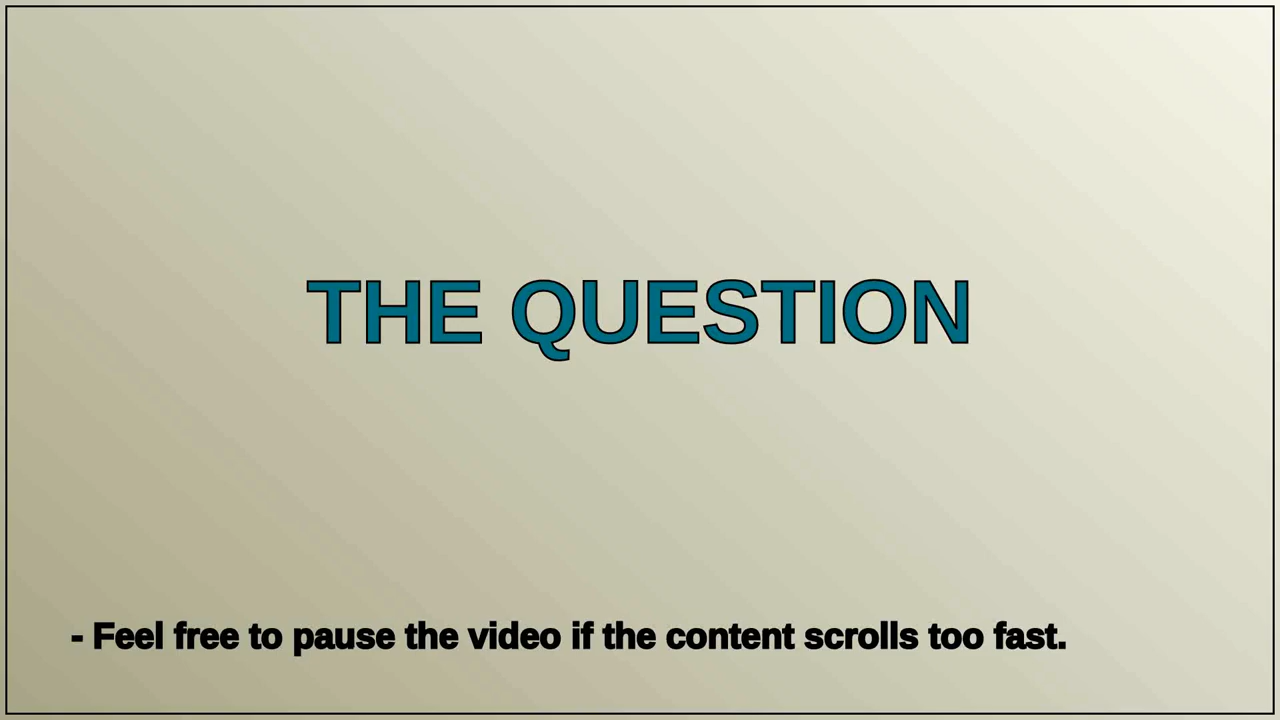 THE QUESTION
- Feel free to pause the video if the content scrolls too fast.